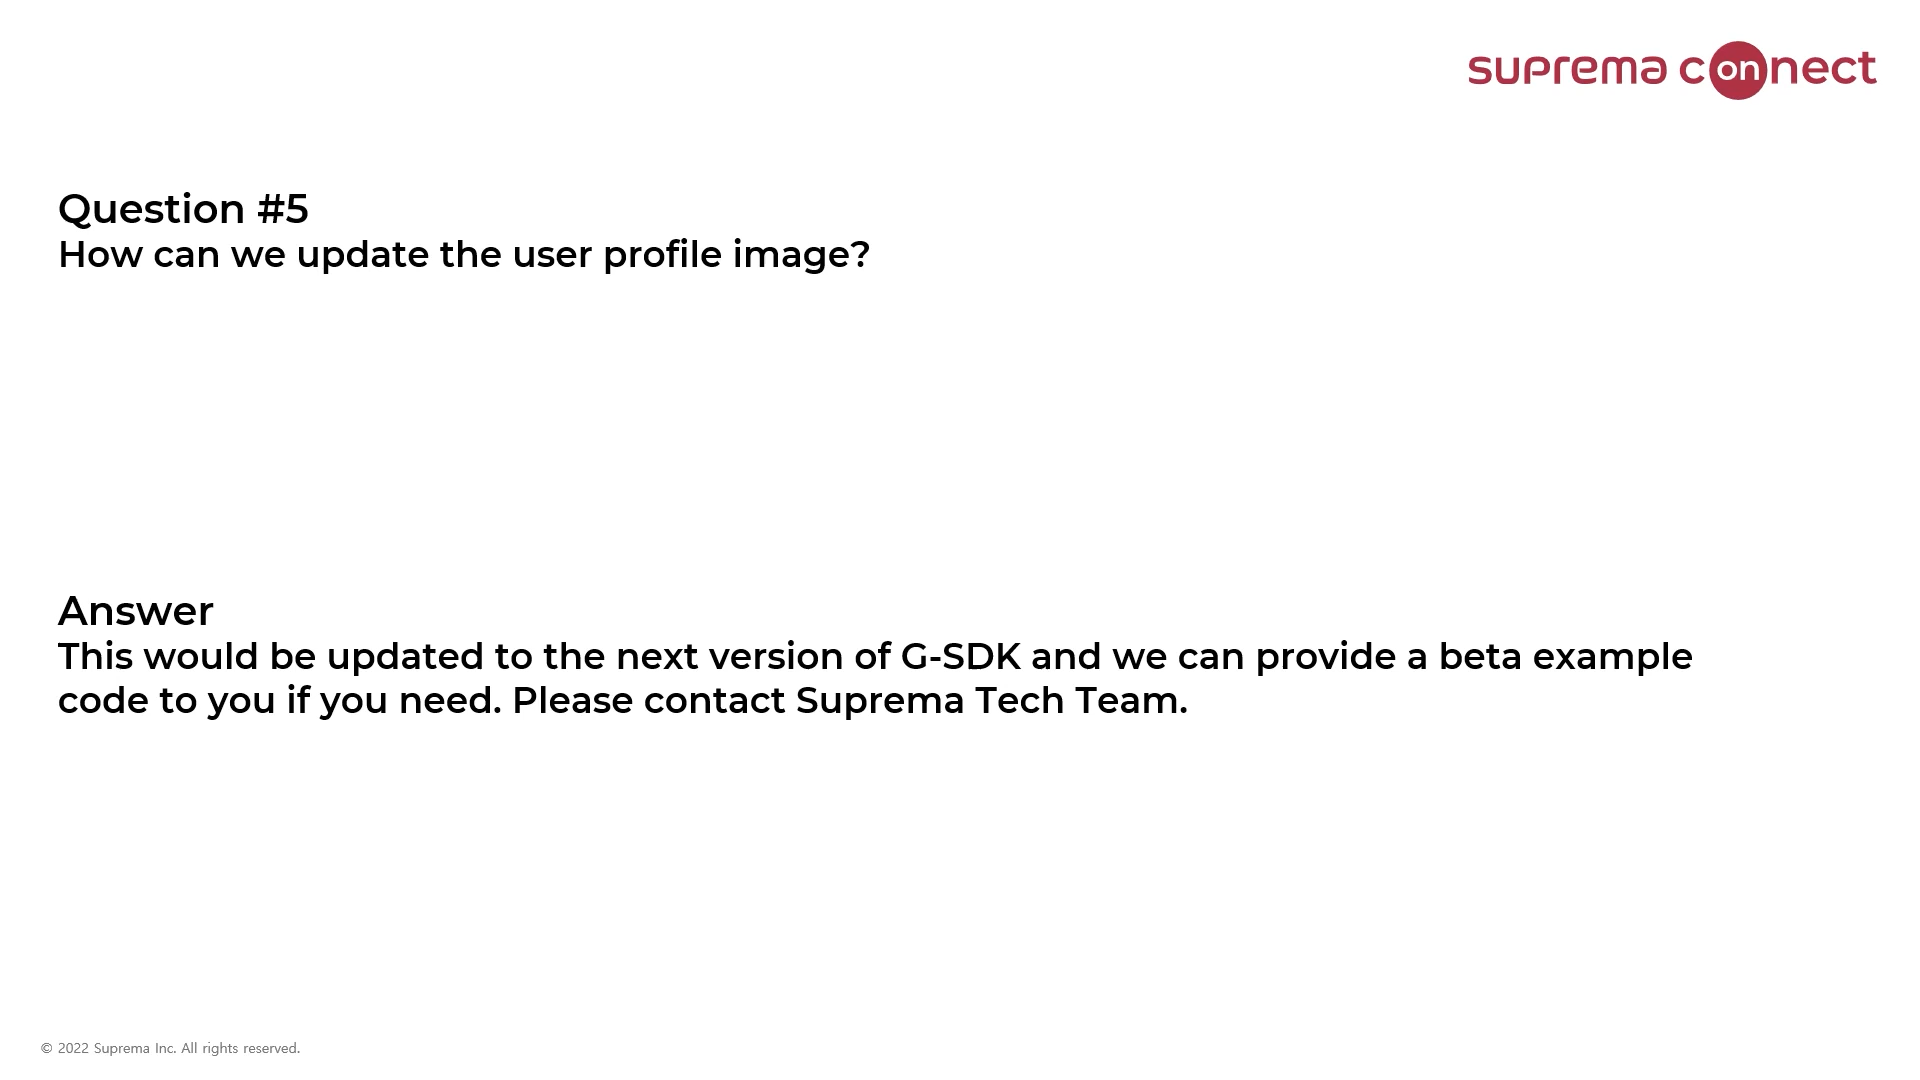 suprema connect
Question #5
How can we update the user profile image?
Answer
This would be updated to the next version of G-SDK and we can provide a beta example
code to you if you need. Please contact Suprema Tech Team.
© 2022 Suprema Inc. All rights reserved.